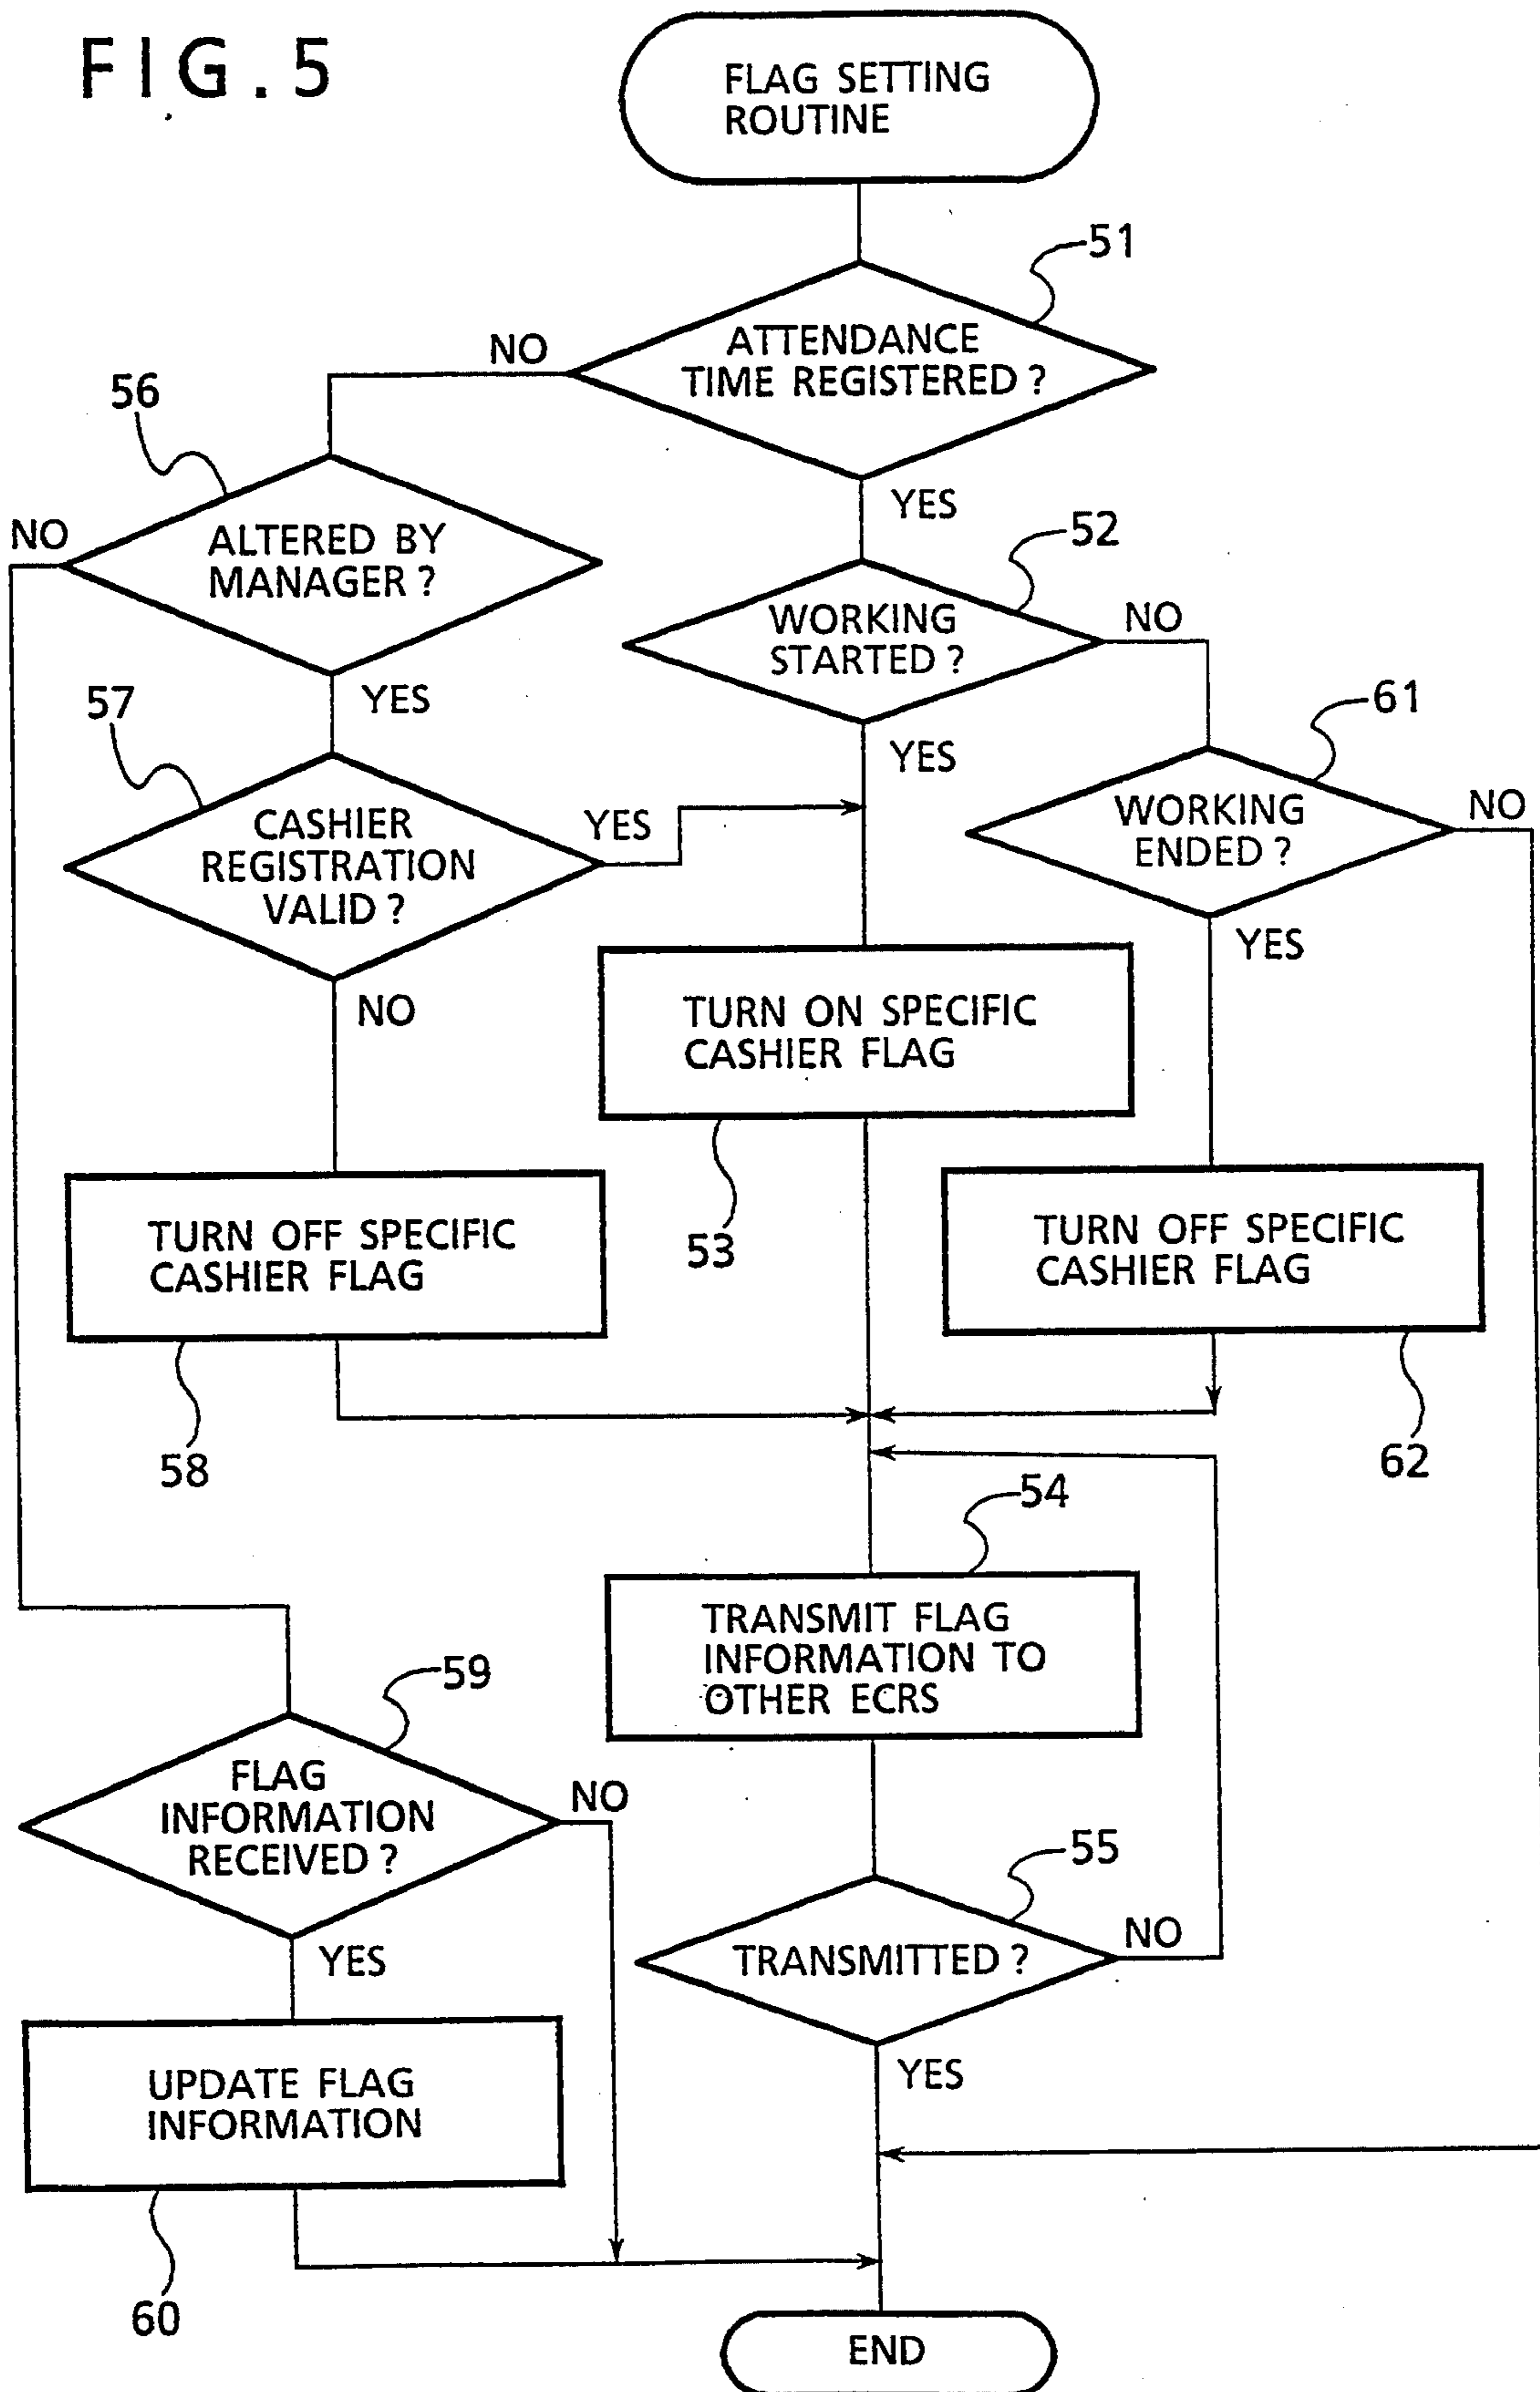 FIG.5
FLAG SETTING
ROUTINE
51
NO
ATTENDANCE
TIME REGISTERED ?
56
YES
52
NO
ALTERED BY
MANAGER ?
WORKING
STARTED ?
NO
57
YES
61
YES
CASHIER
REGISTRATION
VALID ?
YES
WORKING
ENDED ?
NO
NO
YES
TURN ON SPECIFIC
CASHIER FLAG
53
TURN OFF SPECIFIC
CASHIER FLAG
58
TURN OFF SPECIFIC
CASHIER FLAG
62
54
TRANSMIT FLAG
INFORMATION TO
OTHER ECRS
59
FLAG
INFORMATION
RECEIVED ?
NO
55
YES
TRANSMITTED ?
NO
YES
UPDATE FLAG
INFORMATION
60
END